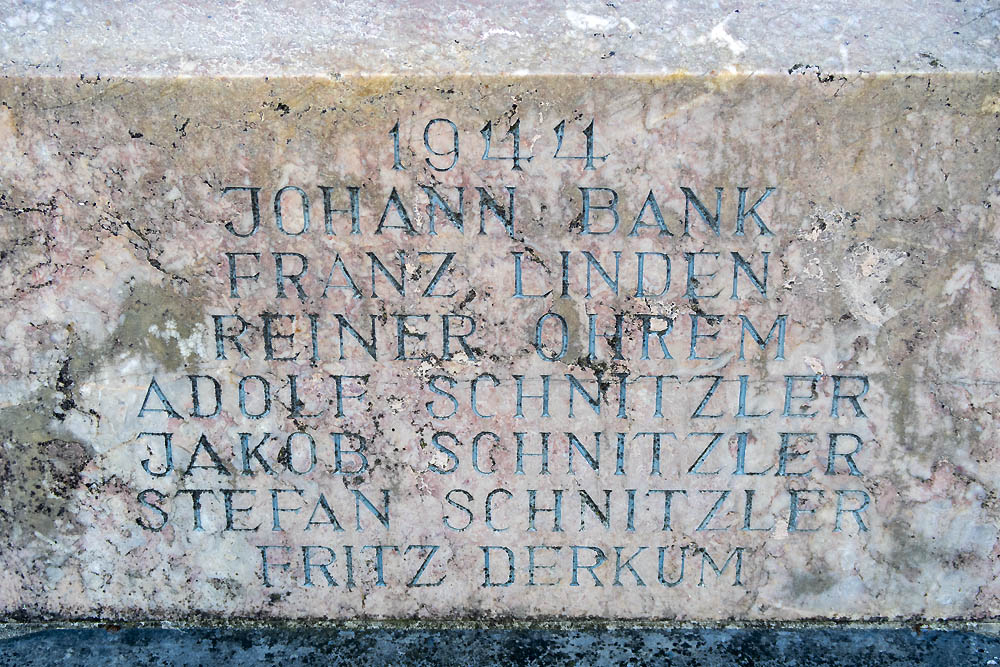 1944
JOHANN BANK
FRANZ LINDEN
REINER OHREM
ADOLF SCHNITZLER
JAKOB SCHNITZLER
STEFAN SCHNITZLER
FRITZ DERKUM